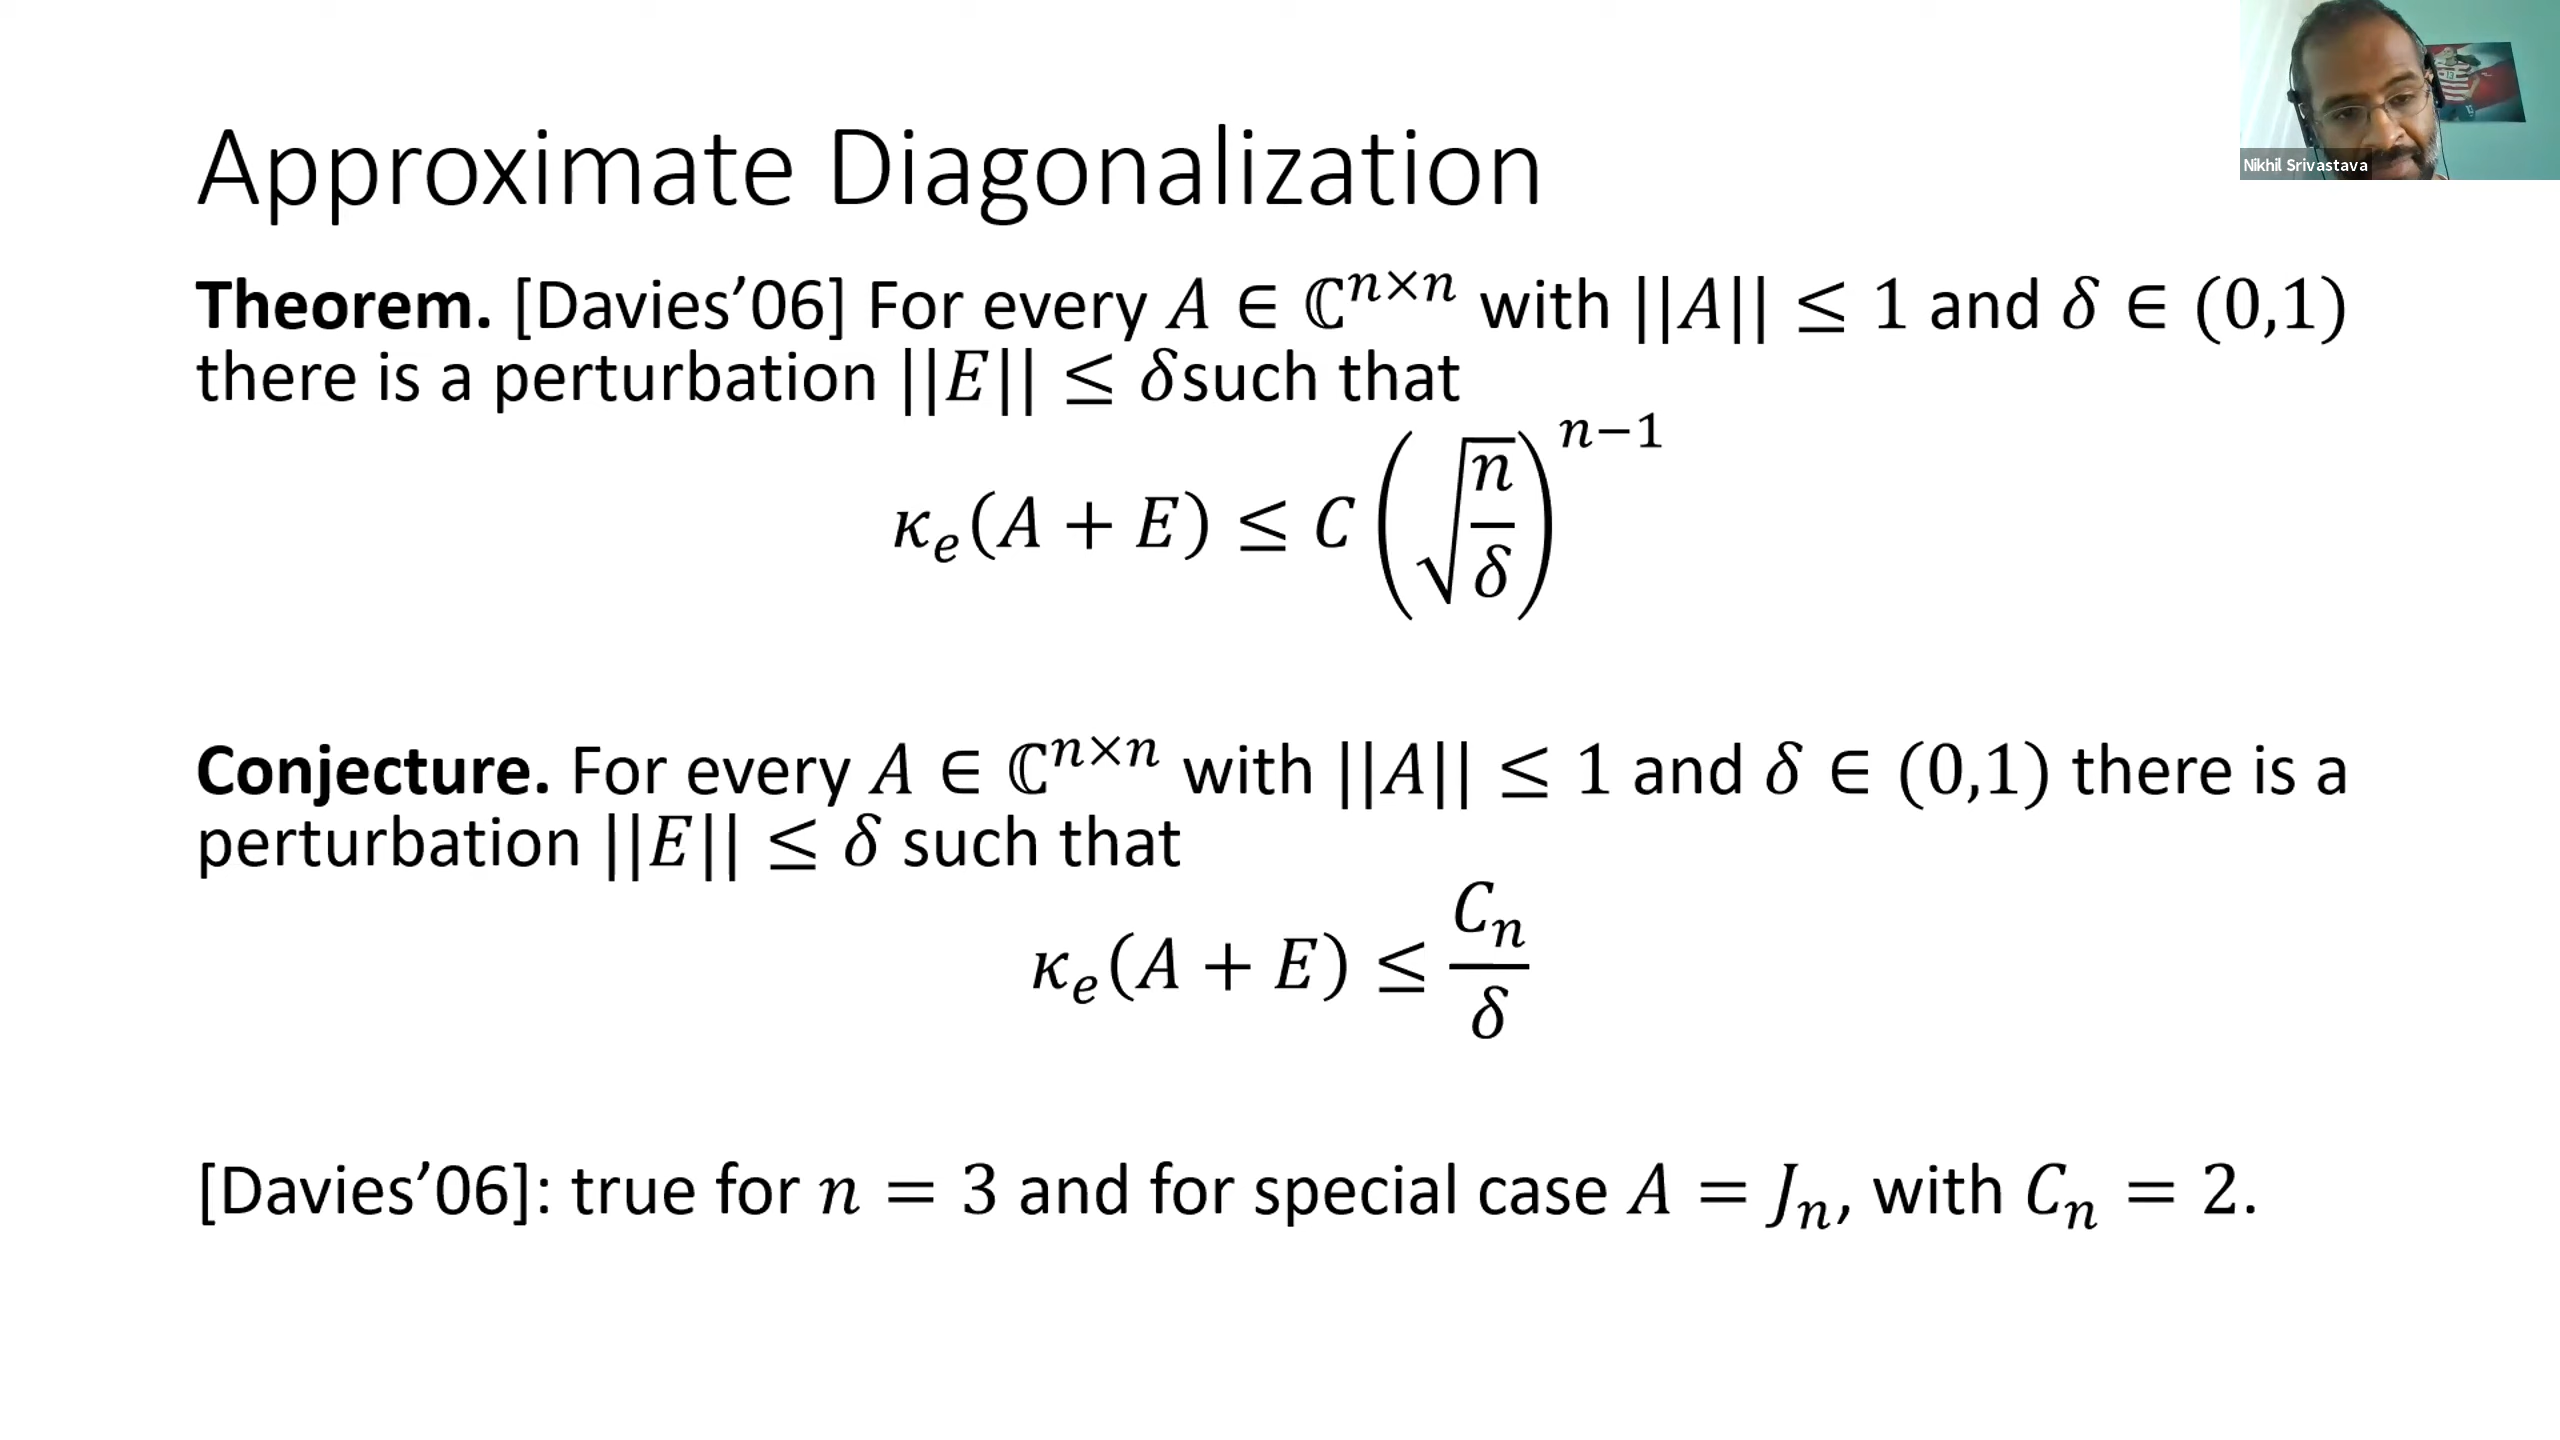 Approximate Diagonalization
Nikhil Srivastava
Theorem. [Davies’06] For every A ∈ ℂ^{n×n} with ||A|| ≤ 1 and δ ∈ (0,1)
there is a perturbation ||E|| ≤ δsuch that
κ_e(A + E) ≤ C (√(n/δ))^{n−1}
Conjecture. For every A ∈ ℂ^{n×n} with ||A|| ≤ 1 and δ ∈ (0,1) there is a
perturbation ||E|| ≤ δ such that
κ_e(A + E) ≤ C_n/δ
[Davies’06]: true for n = 3 and for special case A = J_n, with C_n = 2.